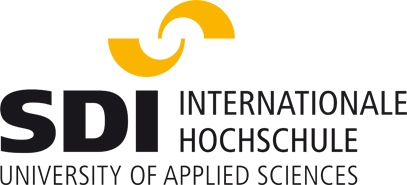 SDI INTERNATIONALE
HOCHSCHULE
UNIVERSITY OF APPLIED SCIENCES